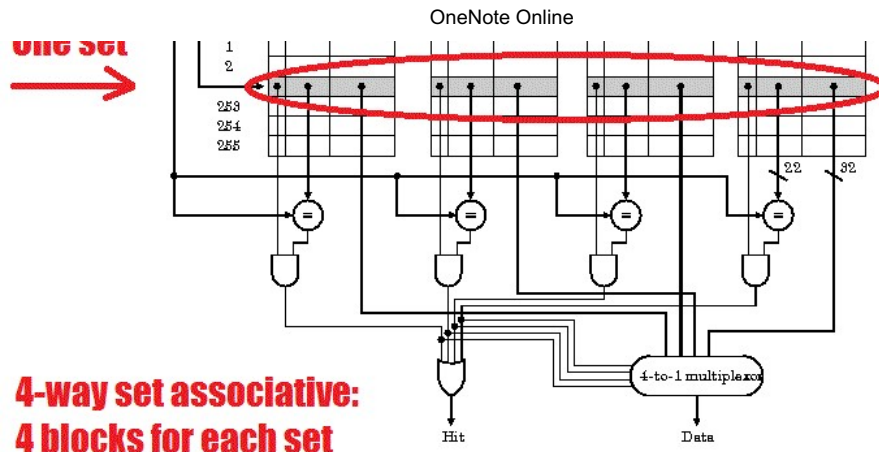 OneNote Online
one set
1
2
253
254
255
22
32
=
=
=
=
4-to-1 multiplexor
4-way set associative:
4 blocks for each set
Hit
Data